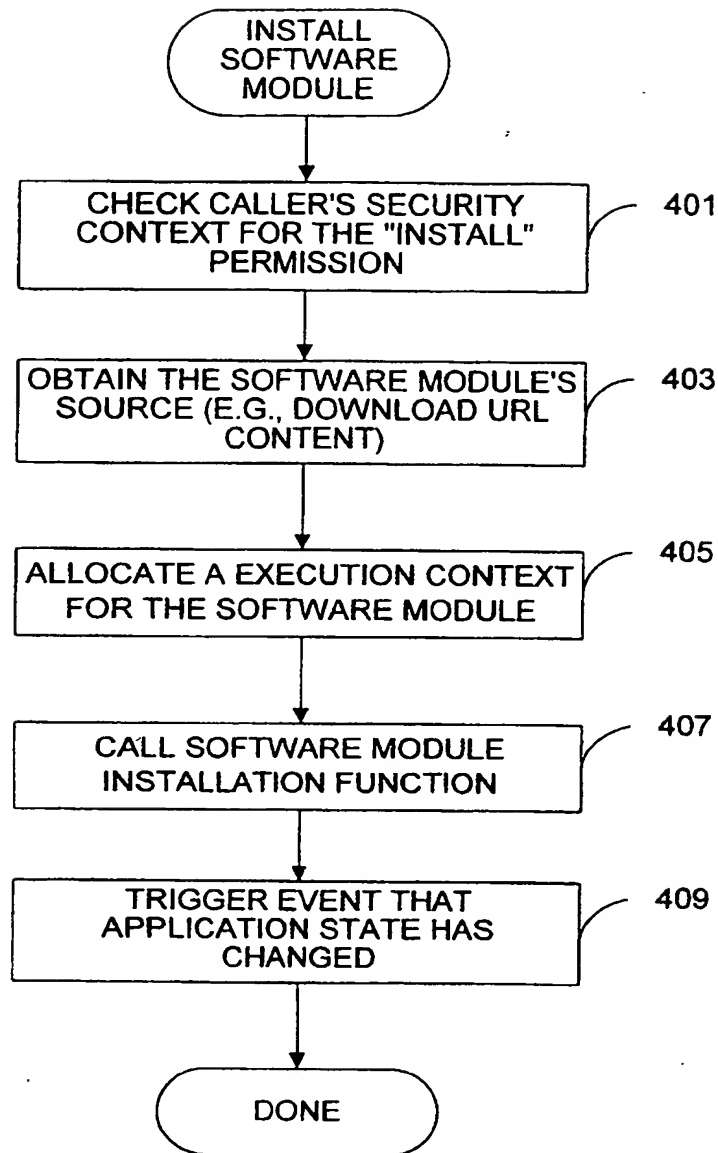 INSTALL
SOFTWARE
MODULE
CHECK CALLER'S SECURITY
CONTEXT FOR THE "INSTALL"
PERMISSION
401
OBTAIN THE SOFTWARE MODULE'S
SOURCE (E.G., DOWNLOAD URL
CONTENT)
403
ALLOCATE A EXECUTION CONTEXT
FOR THE SOFTWARE MODULE
405
CALL SOFTWARE MODULE
INSTALLATION FUNCTION
407
TRIGGER EVENT THAT
APPLICATION STATE HAS
CHANGED
409
DONE